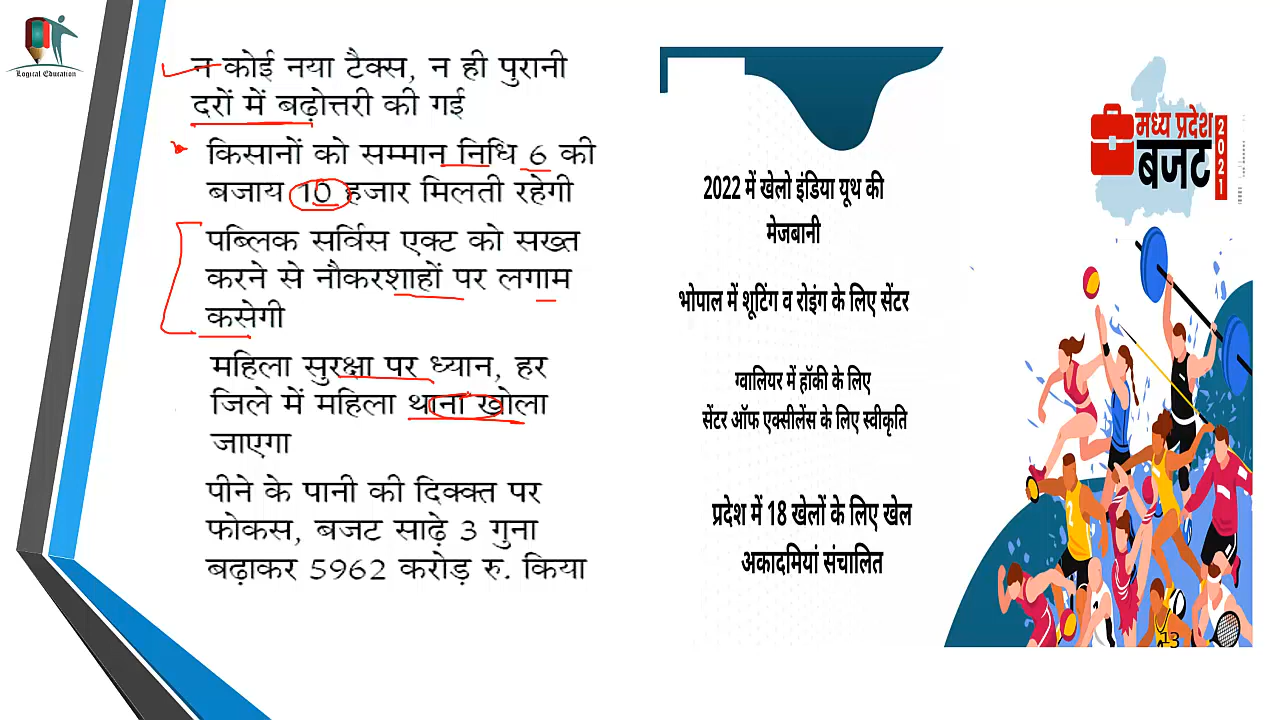 Logical Education
न कोई नया टैक्स, न ही पुरानी
दरों में बढ़ोत्तरी की गई
किसानों को सम्मान निधि 6 की
बजाय 10 हजार मिलती रहेगी
पब्लिक सर्विस एक्ट को सख्त
करने से नौकरशाहों पर लगाम
कसेगी
महिला सुरक्षा पर ध्यान, हर
जिले में महिला थाना खोला
जाएगा
पीने के पानी की दिक्क्त पर
फोकस, बजट साढ़े 3 गुना
बढ़ाकर 5962 करोड़ रु. किया
2022 में खेलो इंडिया यूथ की
मेजबानी
भोपाल में शूटिंग व रोइंग के लिए सेंटर
ग्वालियर में हॉकी के लिए
सेंटर ऑफ एक्सीलेंस के लिए स्वीकृति
प्रदेश में 18 खेलों के लिए खेल
अकादमियां संचालित
मध्य प्रदेश
बजट
2021
2
13